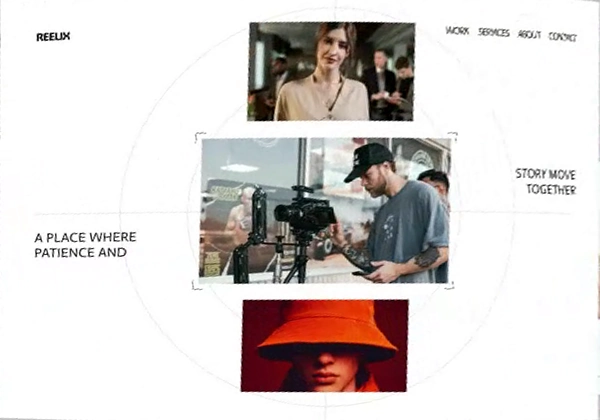 REELIX
WORK SERVICES ABOUT CONTACT
STORY MOVE
TOGETHER
A PLACE WHERE
PATIENCE AND